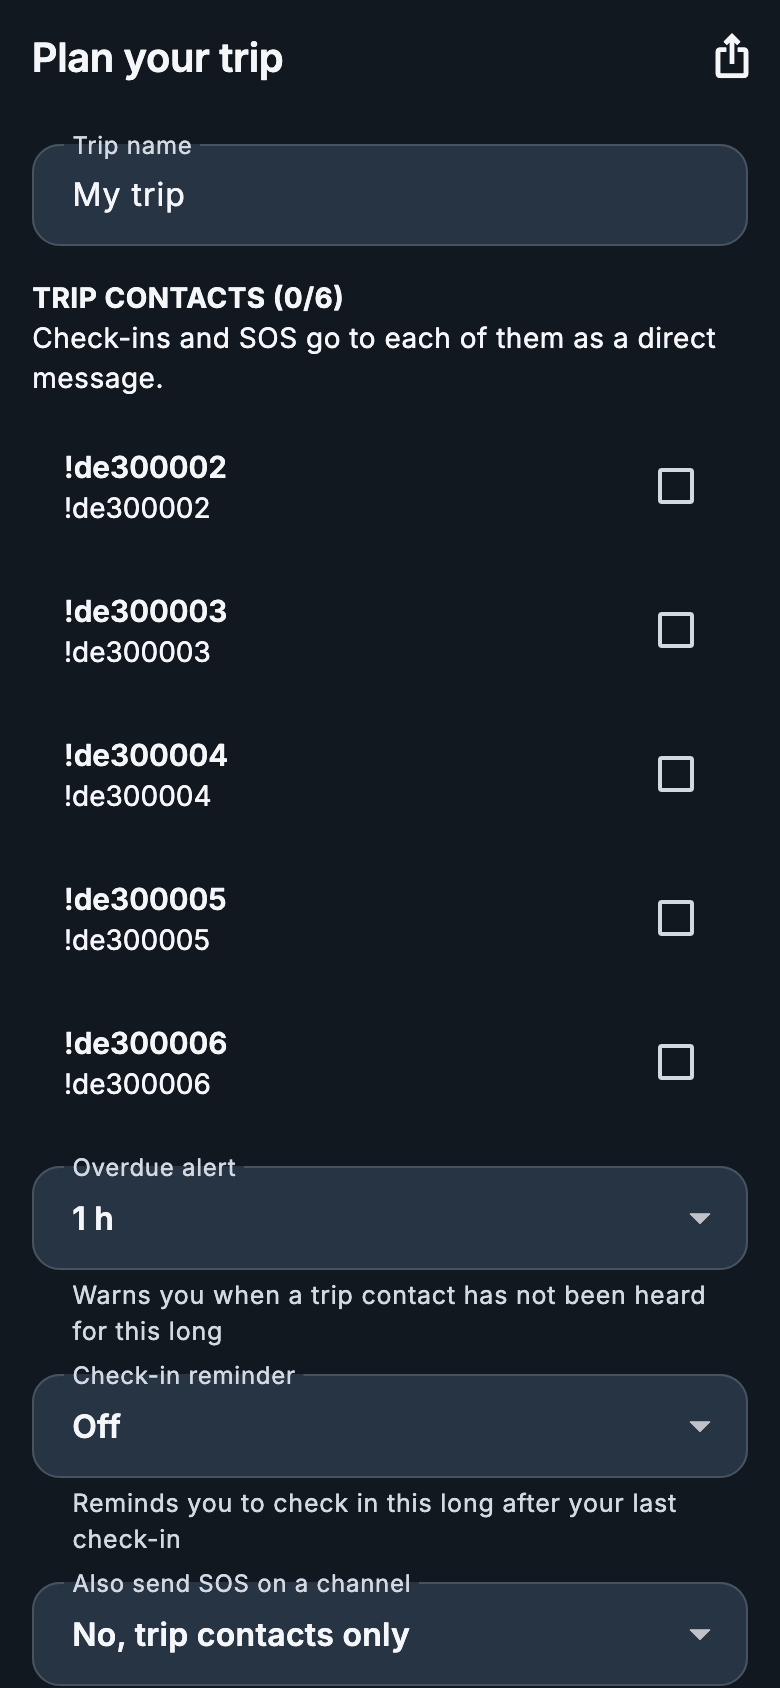 Plan your trip
Trip name
My trip
TRIP CONTACTS (0/6)
Check-ins and SOS go to each of them as a direct
message.
!de300002
!de300002
!de300003
!de300003
!de300004
!de300004
!de300005
!de300005
!de300006
!de300006
Overdue alert
1 h
Warns you when a trip contact has not been heard
for this long
Check-in reminder
Off
Reminds you to check in this long after your last
check-in
Also send SOS on a channel
No, trip contacts only